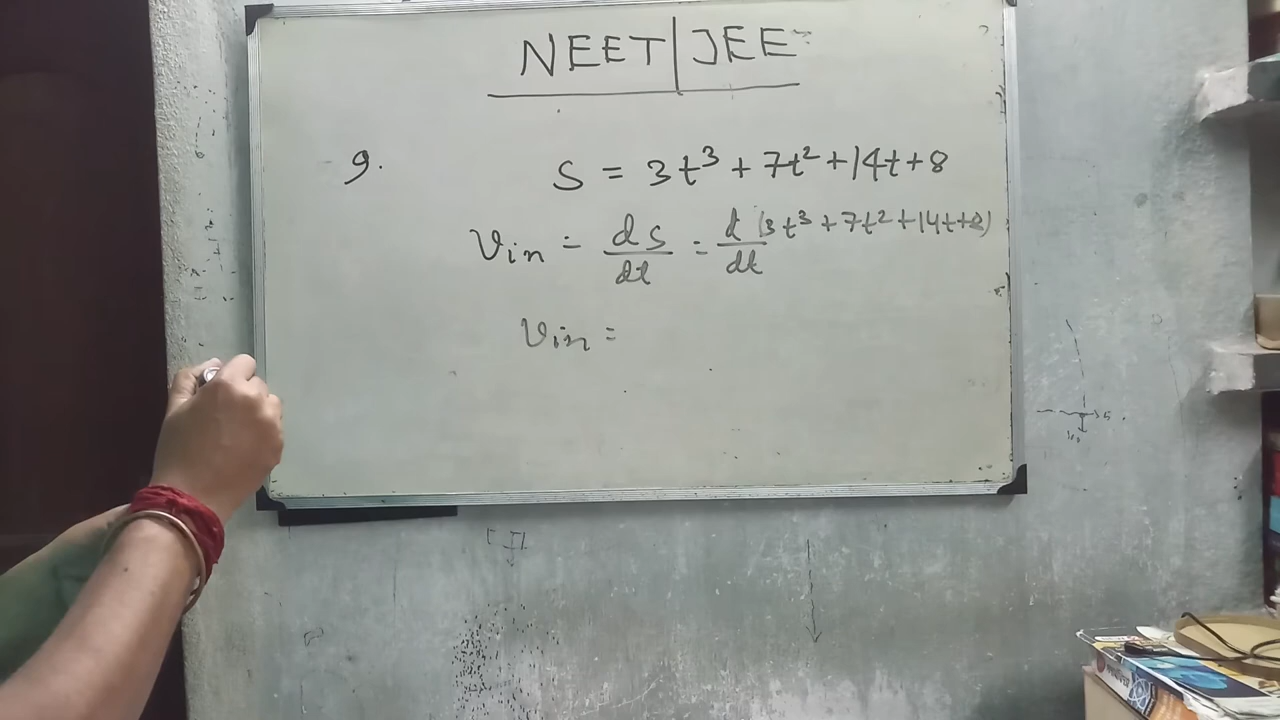 NEET|JEE
9. S = 3t³ + 7t² + 14t + 8
Vin = ds/dt = d/dt (3t³ + 7t² + 14t + 8)
Vin =